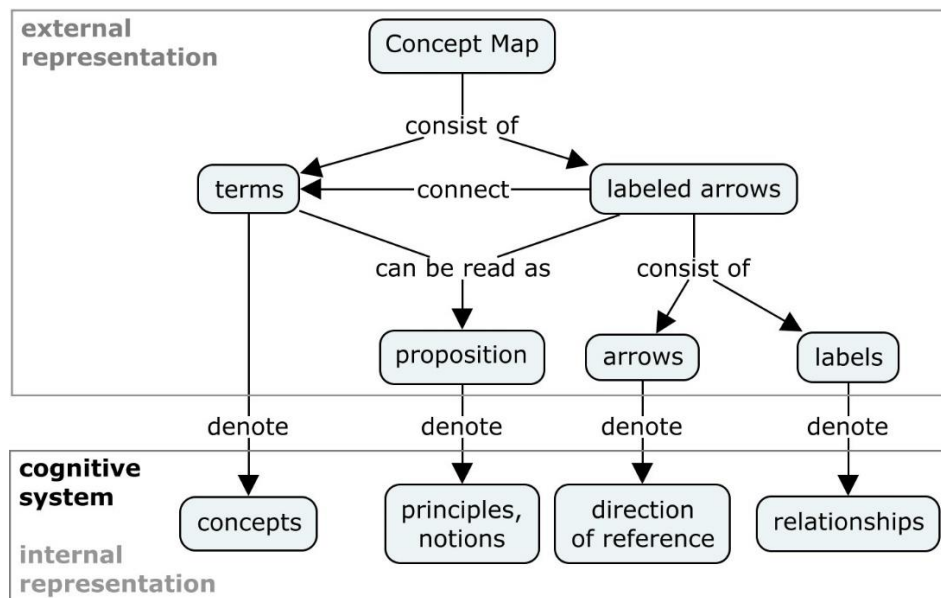 external
representation
Concept Map
consist of
terms
connect
labeled arrows
can be read as
consist of
proposition
arrows
labels
denote
denote
denote
denote
cognitive
system
concepts
principles,
notions
direction
of reference
relationships
internal
representation